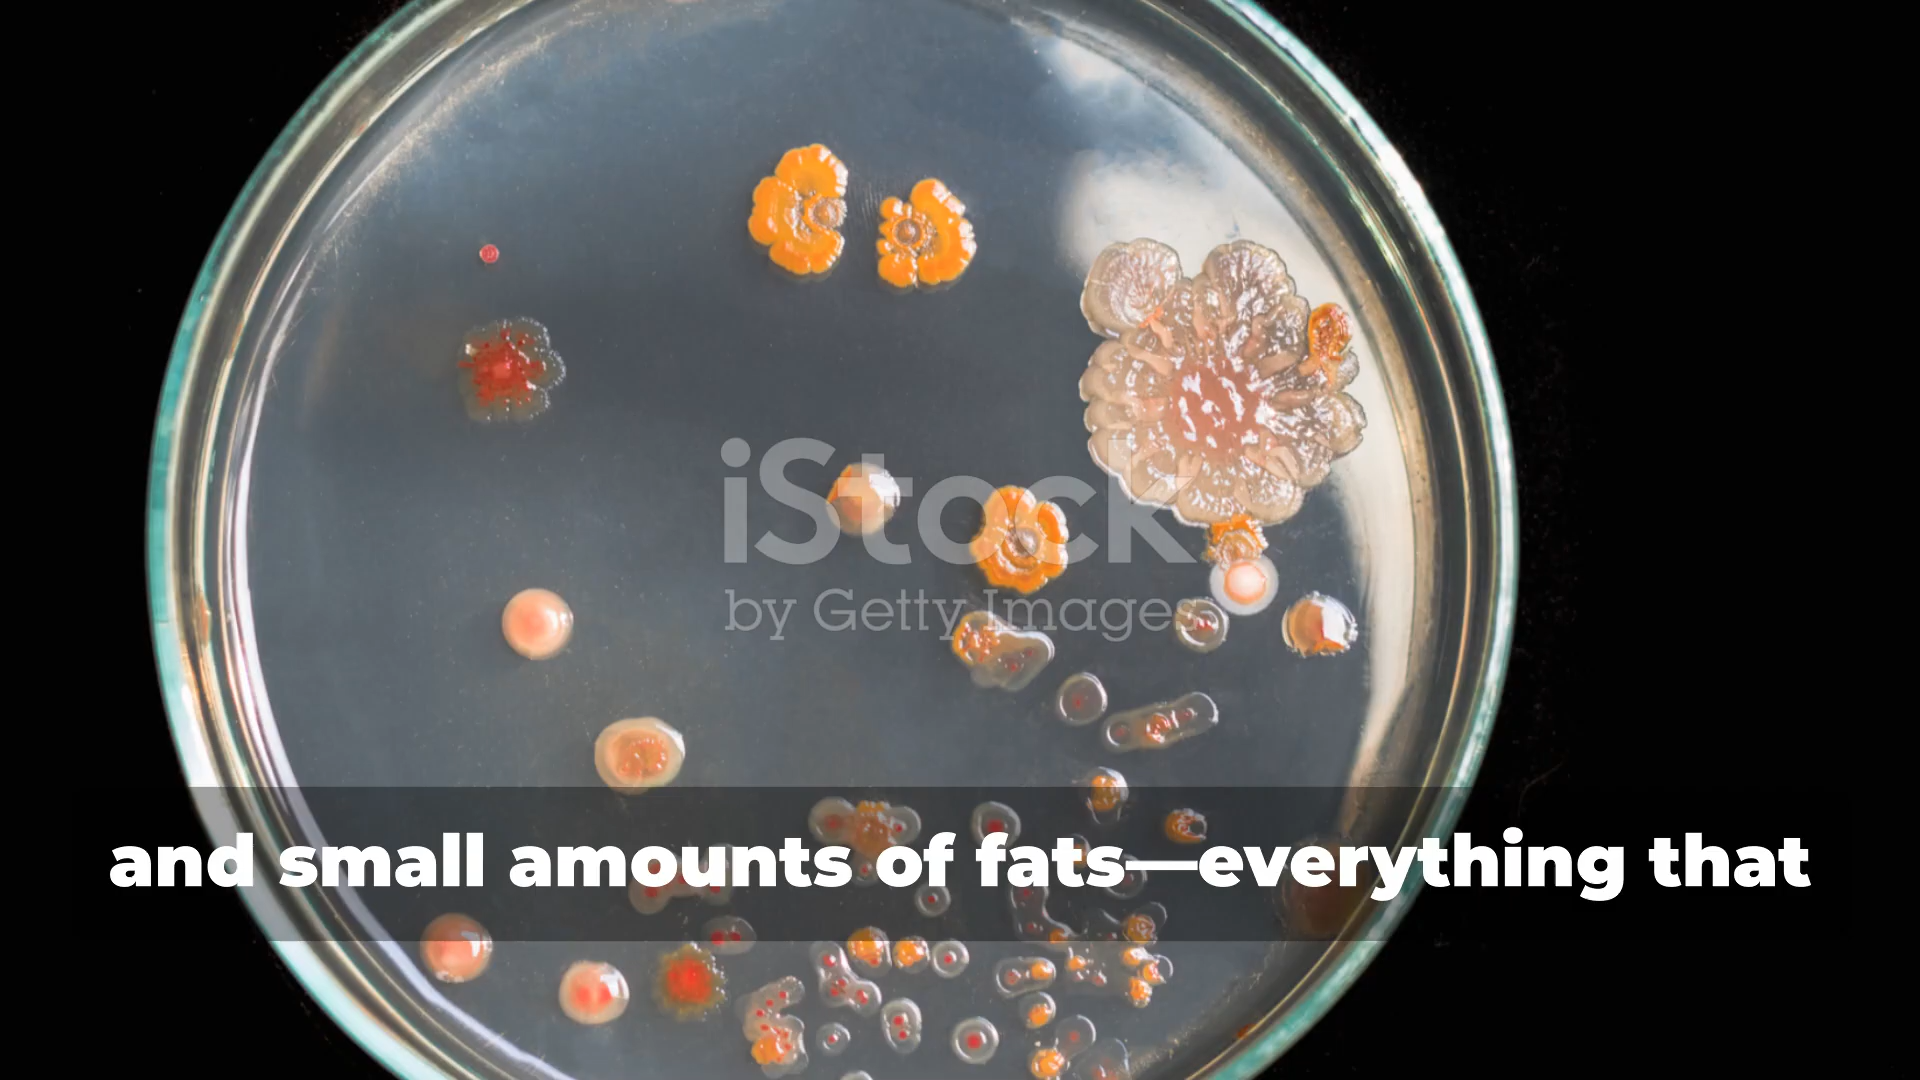 iStock
by Getty Images
and small amounts of fats—everything that